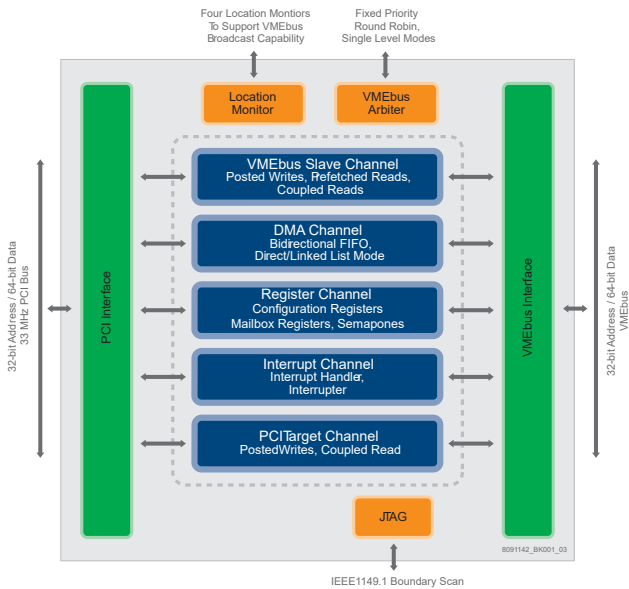 Four Location Montiors
To Support VMEbus
Broadcast Capability
Fixed Priority
Round Robin,
Single Level Modes
Location
Monitor
VMEbus
Arbiter
32-bit Address / 64-bit Data
33 MHz PCI Bus
PCI Interface
VMEbus Slave Channel
Posted Writes, Prefetched Reads,
Coupled Reads
DMA Channel
Bidirectional FIFO,
Direct/Linked List Mode
Register Channel
Configuration Registers
Mailbox Registers, Semapones
Interrupt Channel
Interrupt Handler,
Interrupter
PCITarget Channel
PostedWrites, Coupled Read
VMEbus Interface
32-bit Address / 64-bit Data
VMEbus
JTAG
8091142_BK001_03
IEEE1149.1 Boundary Scan